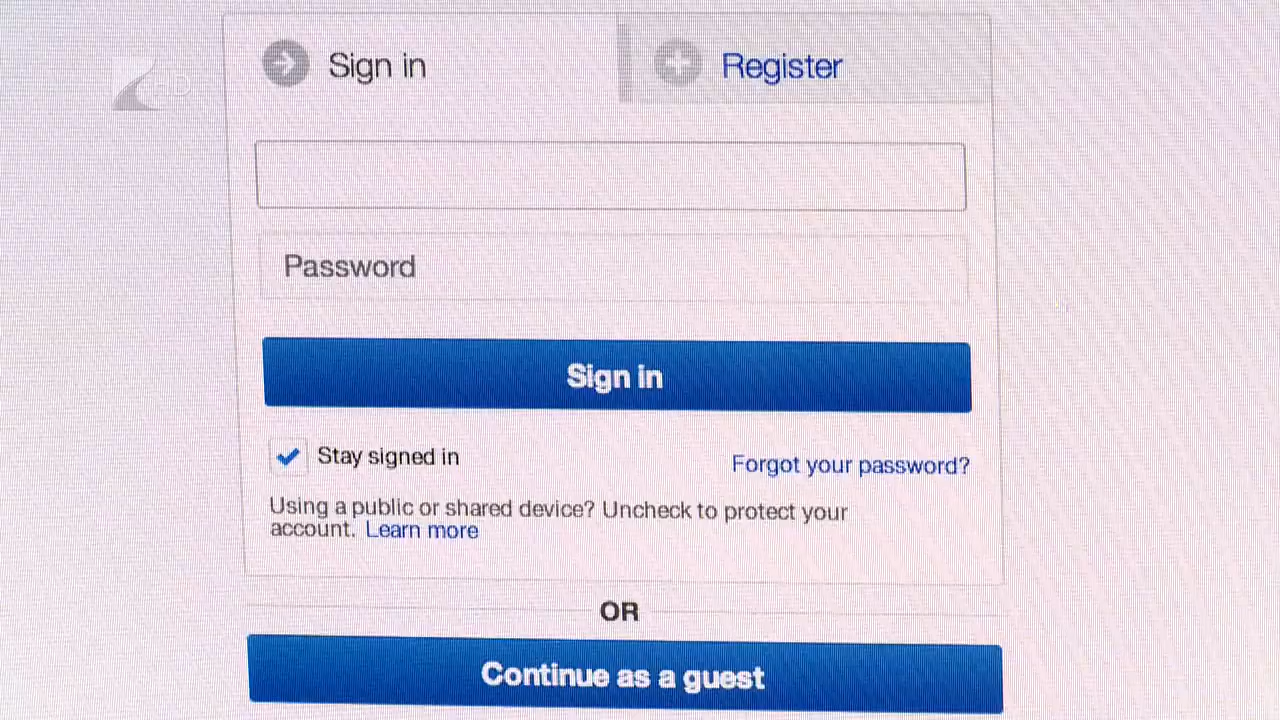 HD
Sign in
Register
Password
Sign in
Stay signed in
Forgot your password?
Using a public or shared device? Uncheck to protect your
account. Learn more
OR
Continue as a guest